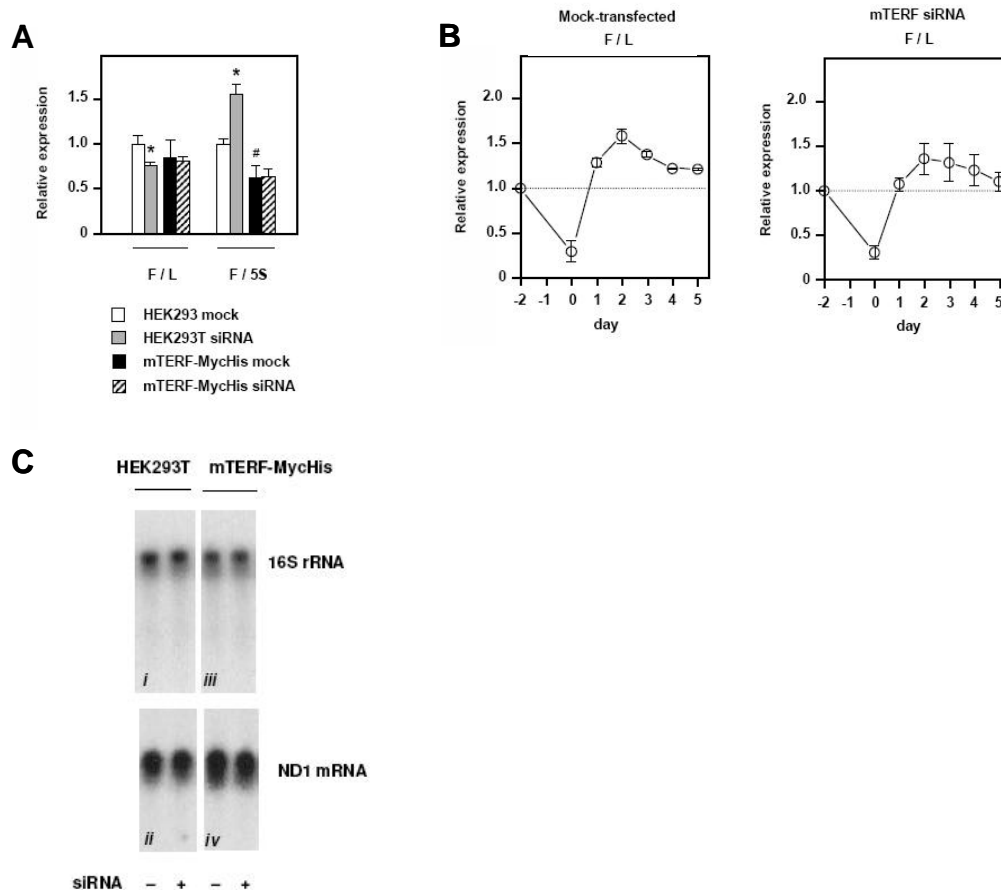 A
Relative expression
1.5
1.0
0.5
0
* * #
F / L F / 5S
HEK293 mock
HEK293T siRNA
mTERF-MycHis mock
mTERF-MycHis siRNA
B
Mock-transfected
F / L
Relative expression
2.0
1.5
1.0
0.5
0
-2 -1 0 1 2 3 4 5
day
mTERF siRNA
F / L
Relative expression
2.0
1.5
1.0
0.5
0
-2 -1 0 1 2 3 4 5
day
C
HEK293T mTERF-MycHis
16S rRNA
i iii
ND1 mRNA
ii iv
siRNA – + – +